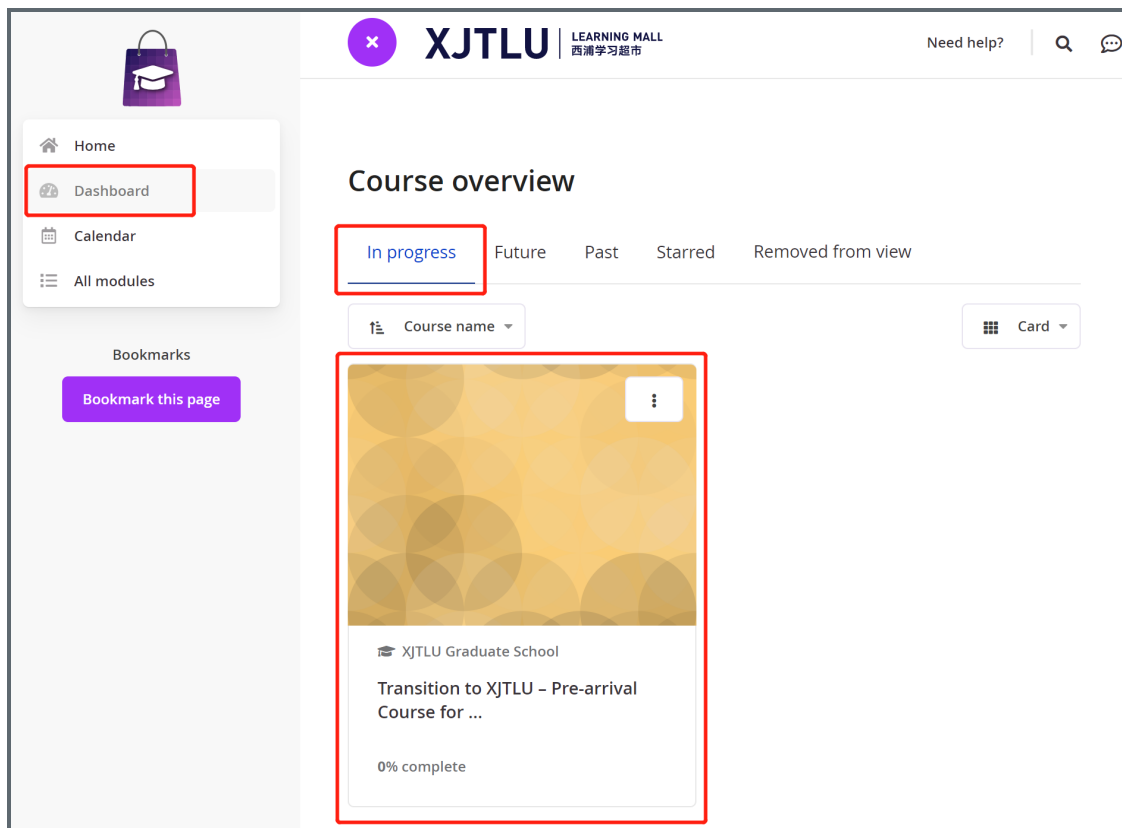 XJTLU
LEARNING MALL
西浦学习超市
Need help?
Home
Dashboard
Calendar
All modules
Bookmarks
Bookmark this page
Course overview
In progress
Future
Past
Starred
Removed from view
Course name
Card
XJTLU Graduate School
Transition to XJTLU – Pre-arrival
Course for ...
0% complete